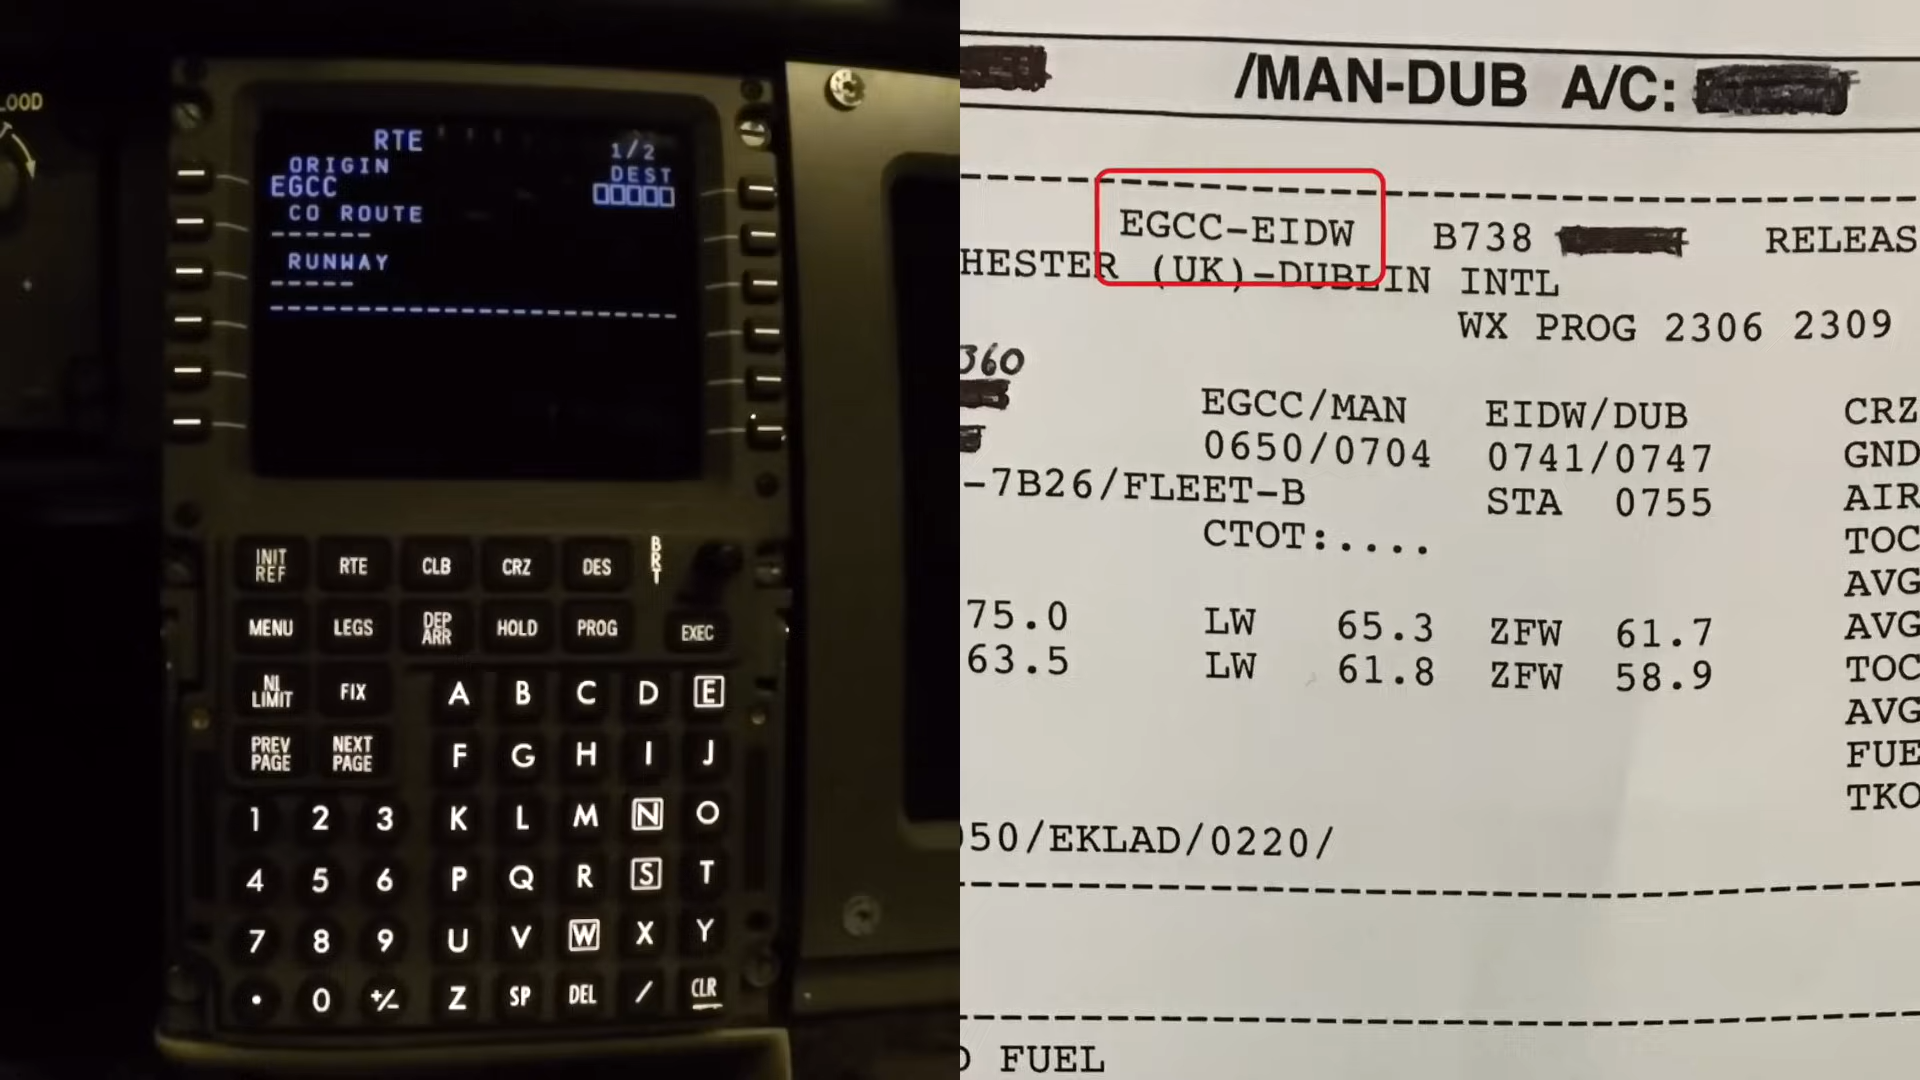 LOOD
RTE 1/2
ORIGIN DEST
EGCC
CO ROUTE
------
RUNWAY
-----
BRT
INIT REF RTE CLB CRZ DES
MENU LEGS DEP ARR HOLD PROG EXEC
N1 LIMIT FIX A B C D E
PREV PAGE NEXT PAGE F G H I J
1 2 3 K L M N O
4 5 6 P Q R S T
7 8 9 U V W X Y
. 0 +/- Z SP DEL / CLR
/MAN-DUB A/C:
EGCC-EIDW B738 RELEAS
HESTER (UK)-DUBLIN INTL
WX PROG 2306 2309
360
EGCC/MAN EIDW/DUB CRZ
0650/0704 0741/0747 GND
-7B26/FLEET-B STA 0755 AIR
CTOT:.... TOC
AVG
75.0 LW 65.3 ZFW 61.7 AVG
63.5 LW 61.8 ZFW 58.9 TOC
AVG
FUE
TKO
50/EKLAD/0220/
FUEL